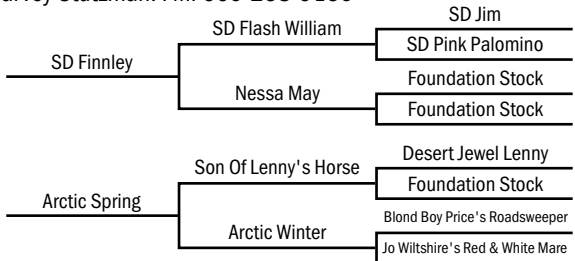 SD Jim
SD Flash William
SD Pink Palomino
SD Finnley
Foundation Stock
Nessa May
Foundation Stock
Desert Jewel Lenny
Son Of Lenny's Horse
Foundation Stock
Arctic Spring
Blond Boy Price's Roadsweeper
Arctic Winter
Jo Wiltshire's Red & White Mare